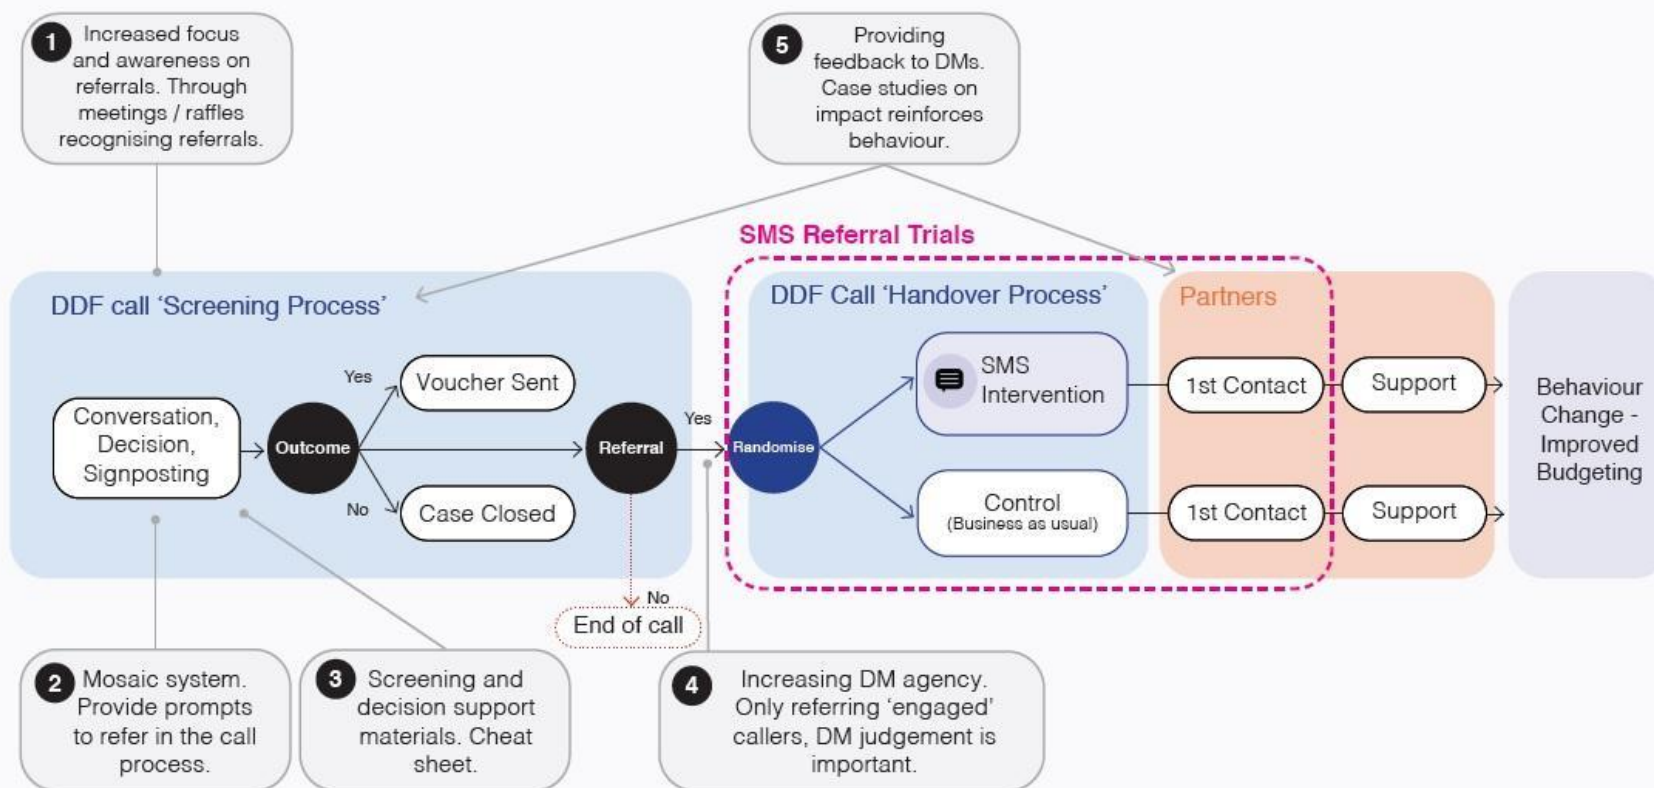 1
Increased focus
and awareness on
referrals. Through
meetings / raffles
recognising referrals.
5
Providing
feedback to DMs.
Case studies on
impact reinforces
behaviour.
SMS Referral Trials
DDF call ‘Screening Process’
DDF Call ‘Handover Process’
Partners
Conversation,
Decision,
Signposting
Outcome
Yes
Voucher Sent
No
Case Closed
Referral
Yes
No
End of call
Randomise
SMS
Intervention
Control
(Business as usual)
1st Contact
Support
1st Contact
Support
Behaviour
Change -
Improved
Budgeting
2
Mosaic system.
Provide prompts
to refer in the call
process.
3
Screening and
decision support
materials. Cheat
sheet.
4
Increasing DM agency.
Only referring ‘engaged’
callers, DM judgement is
important.